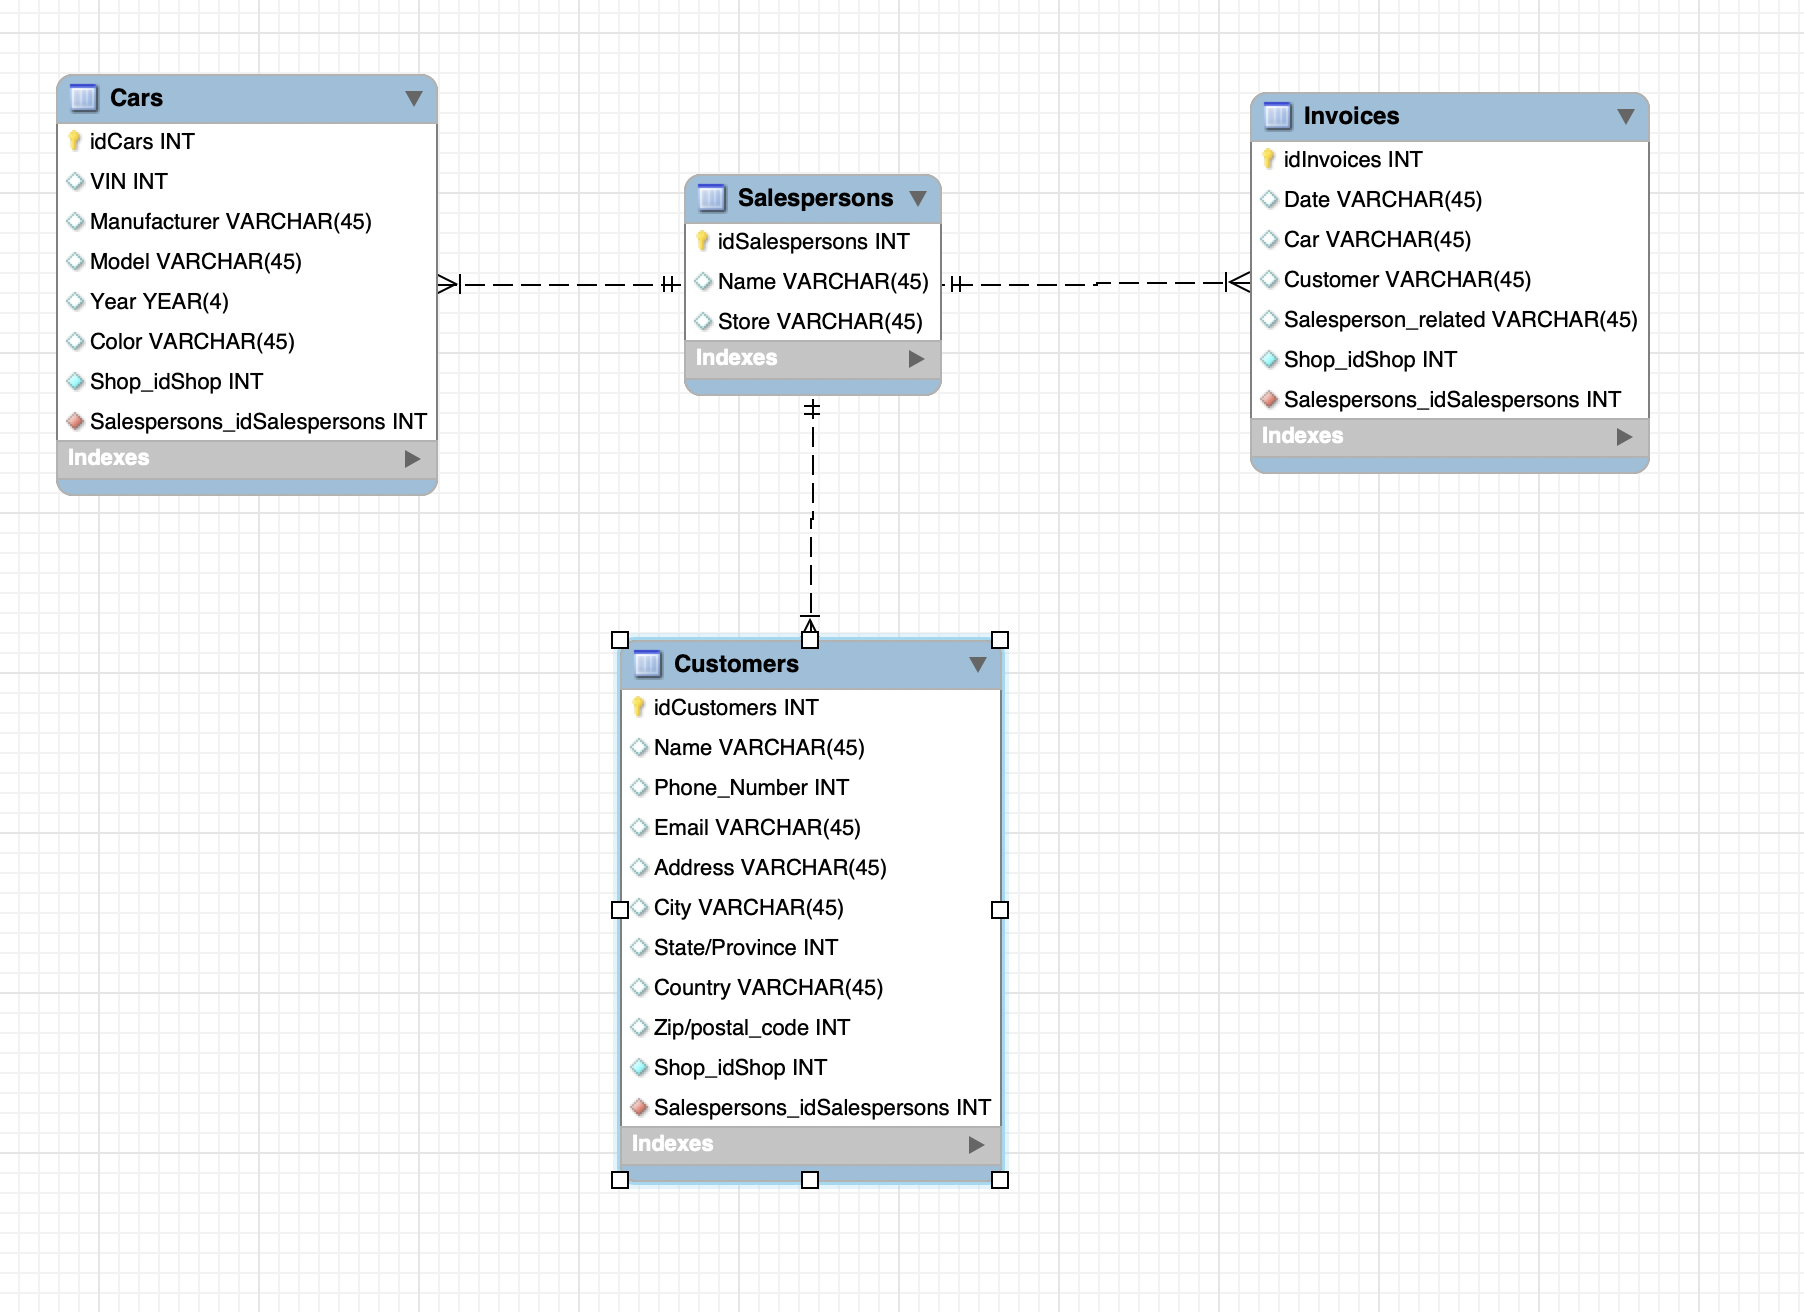 Cars
idCars INT
VIN INT
Manufacturer VARCHAR(45)
Model VARCHAR(45)
Year YEAR(4)
Color VARCHAR(45)
Shop_idShop INT
Salespersons_idSalespersons INT
Indexes
Salespersons
idSalespersons INT
Name VARCHAR(45)
Store VARCHAR(45)
Indexes
Invoices
idInvoices INT
Date VARCHAR(45)
Car VARCHAR(45)
Customer VARCHAR(45)
Salesperson_related VARCHAR(45)
Shop_idShop INT
Salespersons_idSalespersons INT
Indexes
Customers
idCustomers INT
Name VARCHAR(45)
Phone_Number INT
Email VARCHAR(45)
Address VARCHAR(45)
City VARCHAR(45)
State/Province INT
Country VARCHAR(45)
Zip/postal_code INT
Shop_idShop INT
Salespersons_idSalespersons INT
Indexes